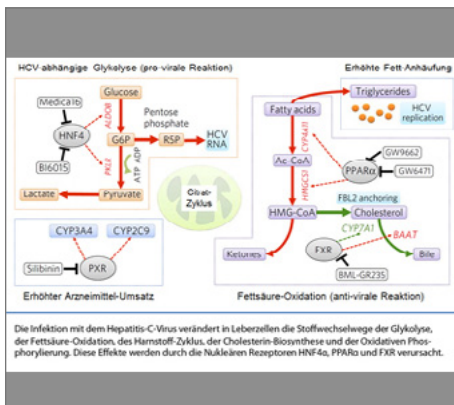 HCV-abhängige Glykolyse (pro-virale Reaktion)
Erhöhte Fett-Anhäufung
Glucose
Medica16
ALDOB
HNF4
Pentose
phosphate
G6P
R5P
HCV
RNA
BI6015
PKL2
ATP ADP
Lactate
Pyruvate
Triglycerides
Fatty acids
HCV
replication
CYP4A11
Ac-CoA
GW9662
PPARα
GW6471
HMGCS1
HMG-CoA
FBL2 anchoring
Cholesterol
CYP7A1
BAAT
FXR
Ketones
Bile
BML-GR235
Zyklus
CYP3A4
CYP2C9
Silibinin
PXR
Erhöhter Arzneimittel-Umsatz
Fettsäure-Oxidation (anti-virale Reaktion)
Die Infektion mit dem Hepatitis-C-Virus verändert in Leberzellen die Stoffwechselwege der Glykolyse,
der Fettsäure-Oxidation, des Harnstoff-Zyklus, der Cholesterin-Biosynthese und der Oxidativen Phos-
phorylierung. Diese Effekte werden durch die Nukleären Rezeptoren HNF4α, PPARα und FXR verursacht.